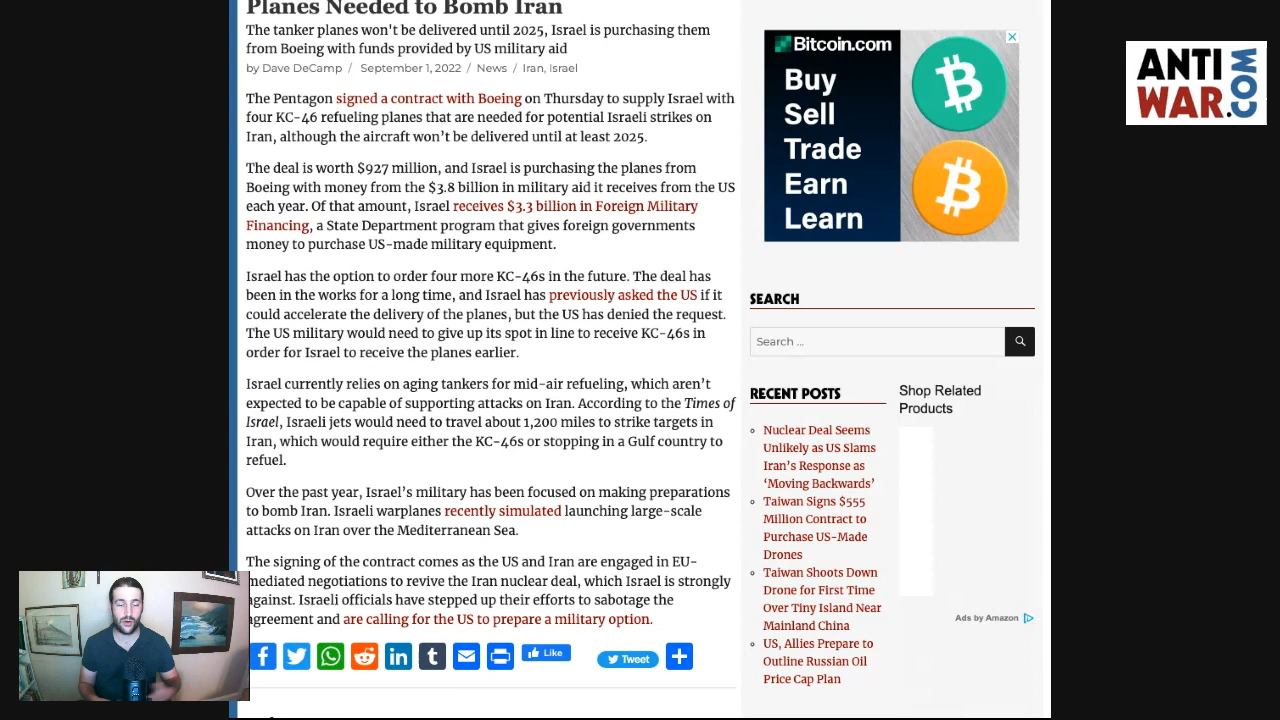 Planes Needed to Bomb Iran
The tanker planes won't be delivered until 2025, Israel is purchasing them
from Boeing with funds provided by US military aid
by Dave DeCamp / September 1, 2022 / News / Iran, Israel
The Pentagon signed a contract with Boeing on Thursday to supply Israel with
four KC-46 refueling planes that are needed for potential Israeli strikes on
Iran, although the aircraft won't be delivered until at least 2025.
The deal is worth $927 million, and Israel is purchasing the planes from
Boeing with money from the $3.8 billion in military aid it receives from the US
each year. Of that amount, Israel receives $3.3 billion in Foreign Military
Financing, a State Department program that gives foreign governments
money to purchase US-made military equipment.
Israel has the option to order four more KC-46s in the future. The deal has
been in the works for a long time, and Israel has previously asked the US if it
could accelerate the delivery of the planes, but the US has denied the request.
The US military would need to give up its spot in line to receive KC-46s in
order for Israel to receive the planes earlier.
Israel currently relies on aging tankers for mid-air refueling, which aren't
expected to be capable of supporting attacks on Iran. According to the Times of
Israel, Israeli jets would need to travel about 1,200 miles to strike targets in
Iran, which would require either the KC-46s or stopping in a Gulf country to
refuel.
Over the past year, Israel's military has been focused on making preparations
to bomb Iran. Israeli warplanes recently simulated launching large-scale
attacks on Iran over the Mediterranean Sea.
The signing of the contract comes as the US and Iran are engaged in EU-
mediated negotiations to revive the Iran nuclear deal, which Israel is strongly
against. Israeli officials have stepped up their efforts to sabotage the
agreement and are calling for the US to prepare a military option.
Like
Tweet
Bitcoin.com
Buy
Sell
Trade
Earn
Learn
SEARCH
Search ...
RECENT POSTS
Nuclear Deal Seems
Unlikely as US Slams
Iran's Response as
'Moving Backwards'
Taiwan Signs $555
Million Contract to
Purchase US-Made
Drones
Taiwan Shoots Down
Drone for First Time
Over Tiny Island Near
Mainland China
US, Allies Prepare to
Outline Russian Oil
Price Cap Plan
Shop Related
Products
Ads by Amazon
ANTI
WAR.COM